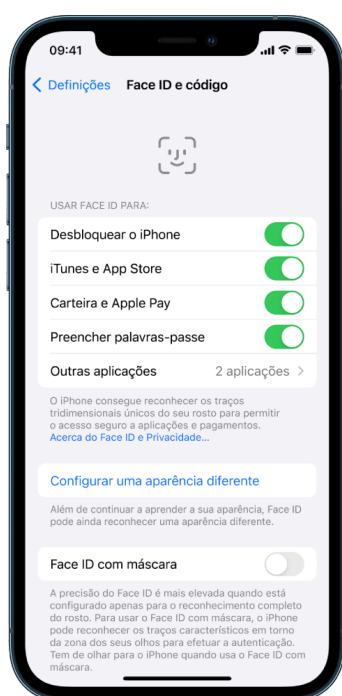 09:41
Definições Face ID e código
USAR FACE ID PARA:
Desbloquear o iPhone
iTunes e App Store
Carteira e Apple Pay
Preencher palavras-passe
Outras aplicações 2 aplicações
O iPhone consegue reconhecer os traços
tridimensionais únicos do seu rosto para permitir
o acesso seguro a aplicações e pagamentos.
Acerca do Face ID e Privacidade...
Configurar uma aparência diferente
Além de continuar a aprender a sua aparência, Face ID
pode ainda reconhecer uma aparência diferente.
Face ID com máscara
A precisão do Face ID é mais elevada quando está
configurado apenas para o reconhecimento completo
do rosto. Para usar o Face ID com máscara, o iPhone
pode reconhecer os traços característicos em torno
da zona dos seus olhos para efetuar a autenticação.
Tem de olhar para o iPhone quando usa o Face ID com
máscara.